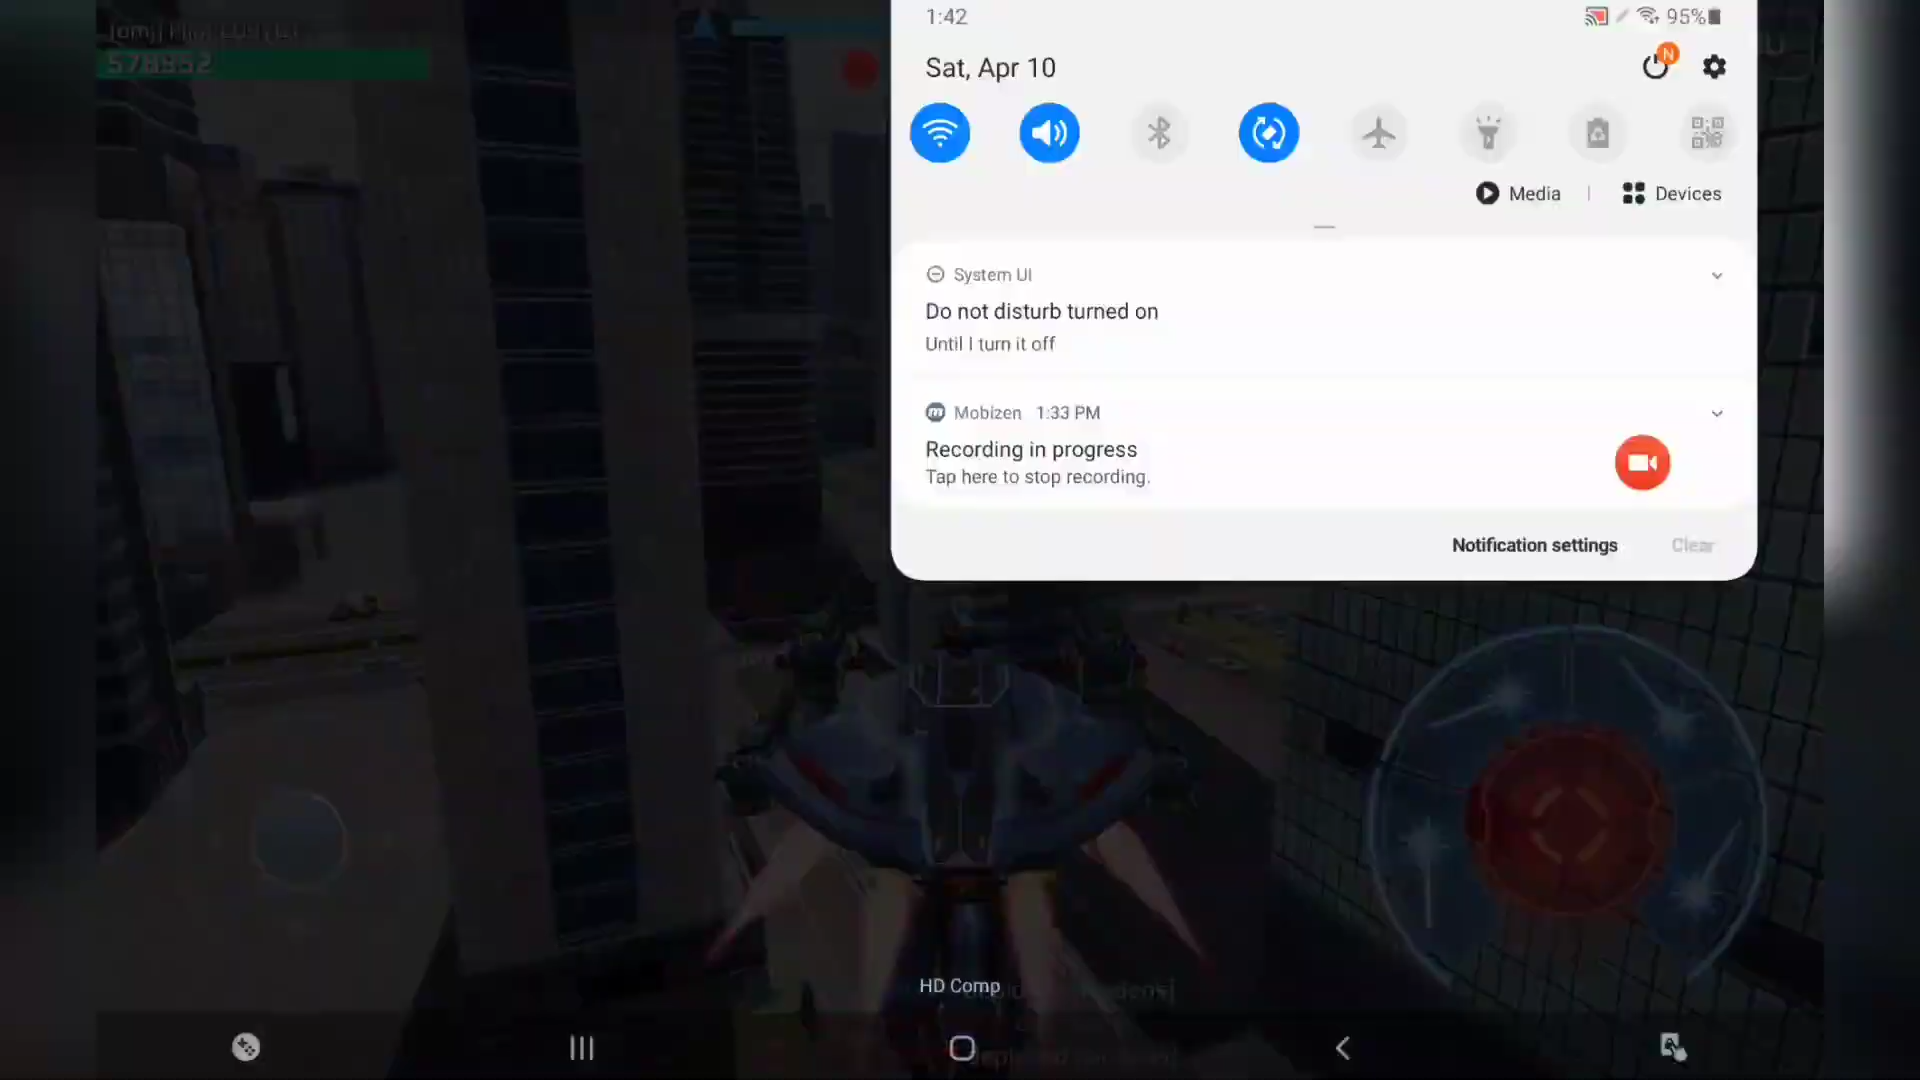 1:42
95%
Sat, Apr 10
N
Media | Devices
System UI
Do not disturb turned on
Until I turn it off
Mobizen 1:33 PM
Recording in progress
Tap here to stop recording.
Notification settings Clear
578952
HD Comp